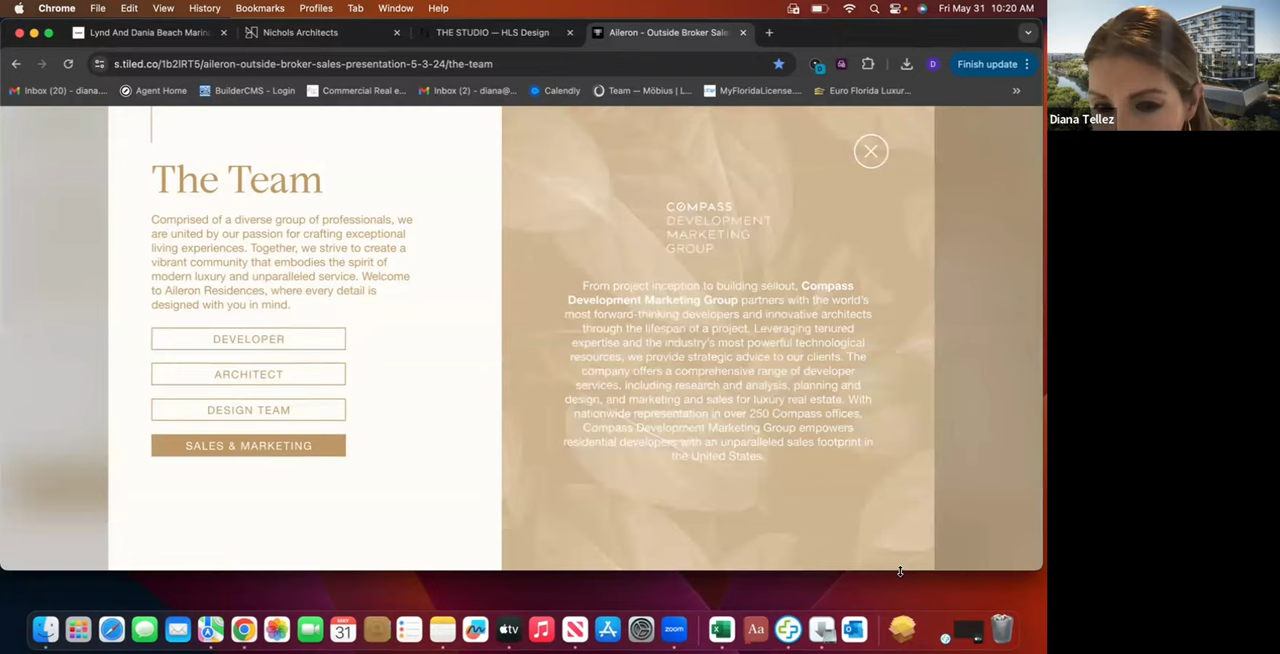 Chrome File Edit View History Bookmarks Profiles Tab Window Help Fri May 31 10:20 AM
Lynd And Dania Beach Marin Nichols Architects THE STUDIO — HLS Design Aileron - Outside Broker Sale
s.tiled.co/1b2IRT5/aileron-outside-broker-sales-presentation-5-3-24/the-team D Finish update
Inbox (20) - diana.... Agent Home BuilderCMS - Login Commercial Real e... Inbox (2) - diana@... Calendly Team — Möbius | L... MyFloridaLicense.... Euro Florida Luxur... »
Diana Tellez
The Team
Comprised of a diverse group of professionals, we
are united by our passion for crafting exceptional
living experiences. Together, we strive to create a
vibrant community that embodies the spirit of
modern luxury and unparalleled service. Welcome
to Aileron Residences, where every detail is
designed with you in mind.
DEVELOPER
ARCHITECT
DESIGN TEAM
SALES & MARKETING
COMPASS
DEVELOPMENT
MARKETING
GROUP
From project inception to building sellout, Compass
Development Marketing Group partners with the world's
most forward-thinking developers and innovative architects
through the lifespan of a project. Leveraging tenured
expertise and the industry's most powerful technological
resources, we provide strategic advice to our clients. The
company offers a comprehensive range of developer
services, including research and analysis, planning and
design, and marketing and sales for luxury real estate. With
nationwide representation in over 250 Compass offices,
Compass Development Marketing Group empowers
residential developers with an unparalleled sales footprint in
the United States.
MAY
31
tv
zoom
X
Aa